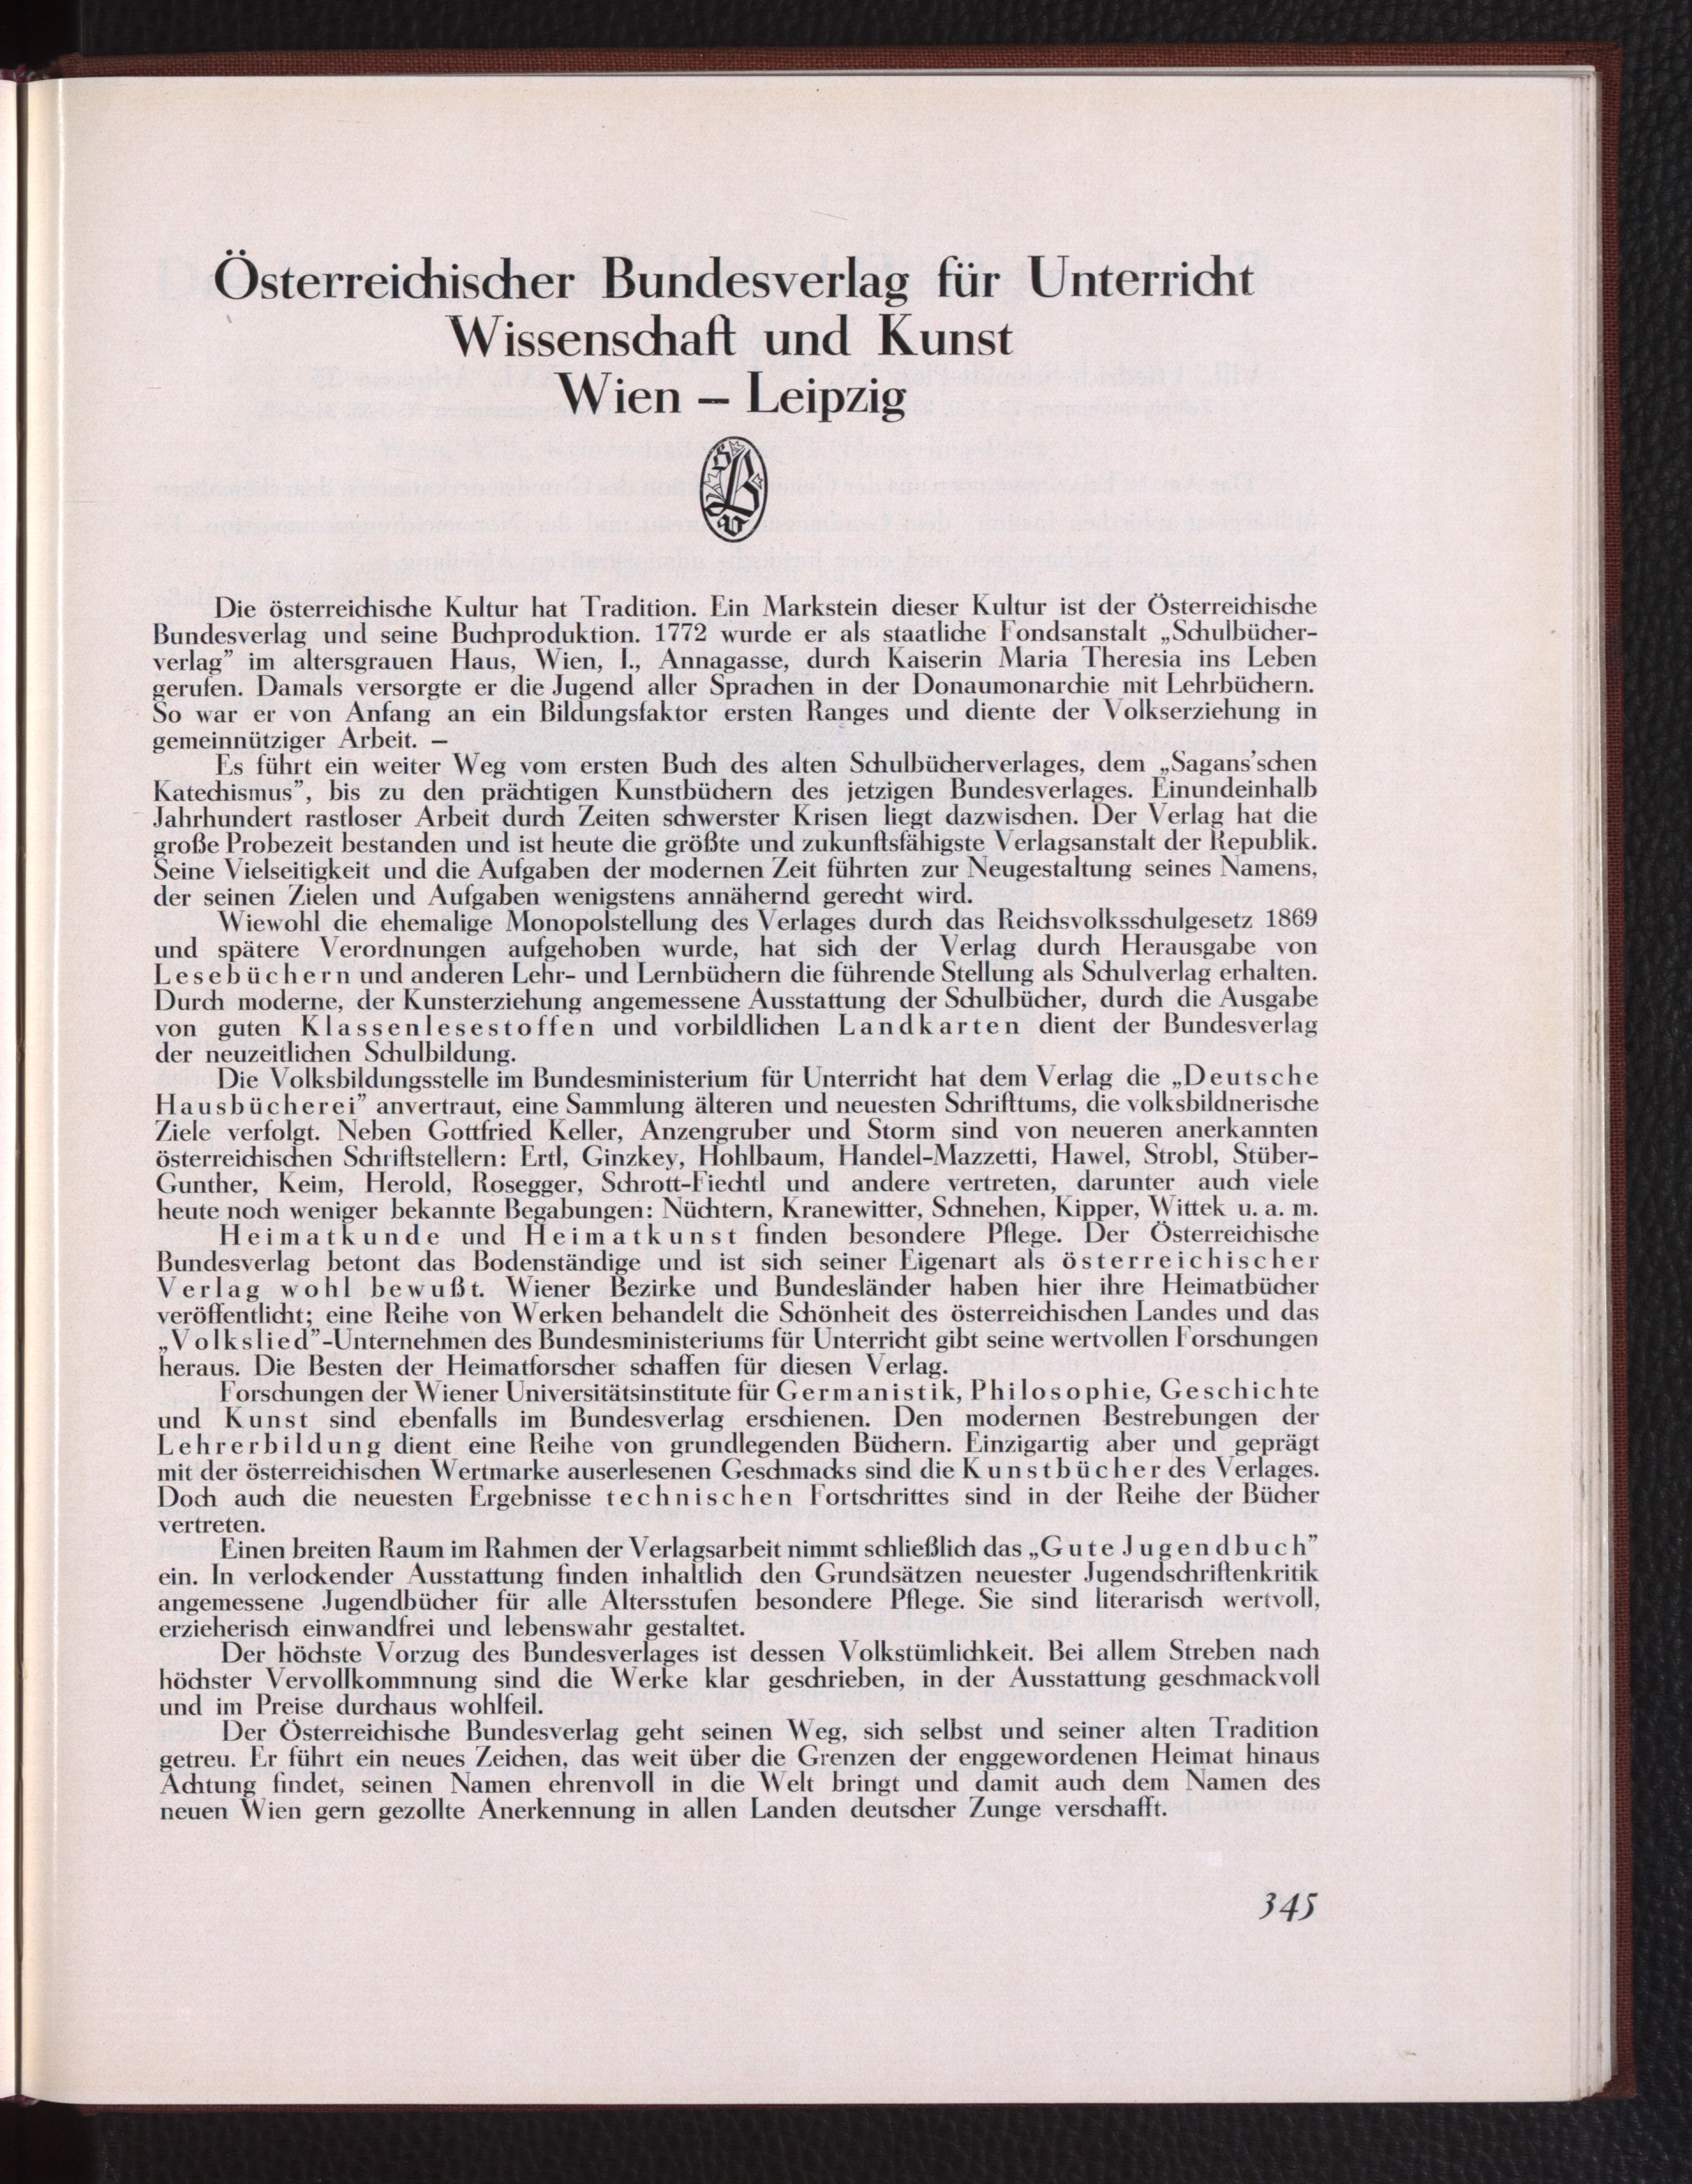 Österreichischer Bundesverlag für Unterricht
Wissenschaft und Kunst
Wien – Leipzig
Die österreichische Kultur hat Tradition. Ein Markstein dieser Kultur ist der Österreichische
Bundesverlag und seine Buchproduktion. 1772 wurde er als staatliche Fondsanstalt „Schulbücher-
verlag” im altersgrauen Haus, Wien, I., Annagasse, durch Kaiserin Maria Theresia ins Leben
gerufen. Damals versorgte er die Jugend aller Sprachen in der Donaumonarchie mit Lehrbüchern.
So war er von Anfang an ein Bildungsfaktor ersten Ranges und diente der Volkserziehung in
gemeinnütziger Arbeit. –
Es führt ein weiter Weg vom ersten Buch des alten Schulbücherverlages, dem „Sagans’schen
Katechismus”, bis zu den prächtigen Kunstbüchern des jetzigen Bundesverlages. Einundeinhalb
Jahrhundert rastloser Arbeit durch Zeiten schwerster Krisen liegt dazwischen. Der Verlag hat die
große Probezeit bestanden und ist heute die größte und zukunftsfähigste Verlagsanstalt der Republik.
Seine Vielseitigkeit und die Aufgaben der modernen Zeit führten zur Neugestaltung seines Namens,
der seinen Zielen und Aufgaben wenigstens annähernd gerecht wird.
Wiewohl die ehemalige Monopolstellung des Verlages durch das Reichsvolksschulgesetz 1869
und spätere Verordnungen aufgehoben wurde, hat sich der Verlag durch Herausgabe von
Lesebüchern und anderen Lehr- und Lernbüchern die führende Stellung als Schulverlag erhalten.
Durch moderne, der Kunsterziehung angemessene Ausstattung der Schulbücher, durch die Ausgabe
von guten Klassenlesestoffen und vorbildlichen Landkarten dient der Bundesverlag
der neuzeitlichen Schulbildung.
Die Volksbildungsstelle im Bundesministerium für Unterricht hat dem Verlag die „Deutsche
Hausbücherei” anvertraut, eine Sammlung älteren und neuesten Schrifttums, die volksbildnerische
Ziele verfolgt. Neben Gottfried Keller, Anzengruber und Storm sind von neueren anerkannten
österreichischen Schriftstellern: Ertl, Ginzkey, Hohlbaum, Handel-Mazzetti, Hawel, Strobl, Stüber-
Gunther, Keim, Herold, Rosegger, Schrott-Fiechtl und andere vertreten, darunter auch viele
heute noch weniger bekannte Begabungen: Nüchtern, Kranewitter, Schnehen, Kipper, Wittek u. a. m.
Heimatkunde und Heimatkunst finden besondere Pflege. Der Österreichische
Bundesverlag betont das Bodenständige und ist sich seiner Eigenart als österreichischer
Verlag wohl bewußt. Wiener Bezirke und Bundesländer haben hier ihre Heimatbücher
veröffentlicht; eine Reihe von Werken behandelt die Schönheit des österreichischen Landes und das
„Volkslied”-Unternehmen des Bundesministeriums für Unterricht gibt seine wertvollen Forschungen
heraus. Die Besten der Heimatforscher schaffen für diesen Verlag.
Forschungen der Wiener Universitätsinstitute für Germanistik, Philosophie, Geschichte
und Kunst sind ebenfalls im Bundesverlag erschienen. Den modernen Bestrebungen der
Lehrerbildung dient eine Reihe von grundlegenden Büchern. Einzigartig aber und geprägt
mit der österreichischen Wertmarke auserlesenen Geschmacks sind die Kunstbücher des Verlages.
Doch auch die neuesten Ergebnisse technischen Fortschrittes sind in der Reihe der Bücher
vertreten.
Einen breiten Raum im Rahmen der Verlagsarbeit nimmt schließlich das „Gute Jugendbuch”
ein. In verlockender Ausstattung finden inhaltlich den Grundsätzen neuester Jugendschriftenkritik
angemessene Jugendbücher für alle Altersstufen besondere Pflege. Sie sind literarisch wertvoll,
erzieherisch einwandfrei und lebenswahr gestaltet.
Der höchste Vorzug des Bundesverlages ist dessen Volkstümlichkeit. Bei allem Streben nach
höchster Vervollkommnung sind die Werke klar geschrieben, in der Ausstattung geschmackvoll
und im Preise durchaus wohlfeil.
Der Österreichische Bundesverlag geht seinen Weg, sich selbst und seiner alten Tradition
getreu. Er führt ein neues Zeichen, das weit über die Grenzen der enggewordenen Heimat hinaus
Achtung findet, seinen Namen ehrenvoll in die Welt bringt und damit auch dem Namen des
neuen Wien gern gezollte Anerkennung in allen Landen deutscher Zunge verschafft.
345